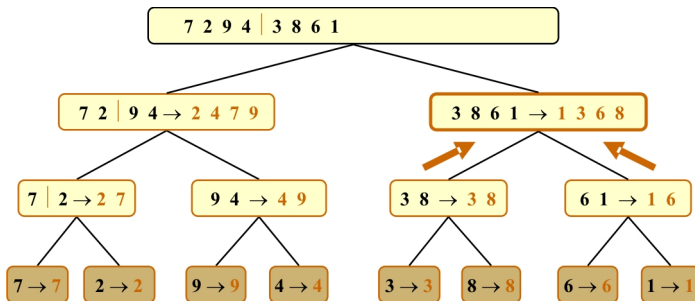 7 2 9 4 | 3 8 6 1
7 2 | 9 4 → 2 4 7 9
3 8 6 1 → 1 3 6 8
7 | 2 → 2 7
9 4 → 4 9
3 8 → 3 8
6 1 → 1 6
7 → 7
2 → 2
9 → 9
4 → 4
3 → 3
8 → 8
6 → 6
1 → 1